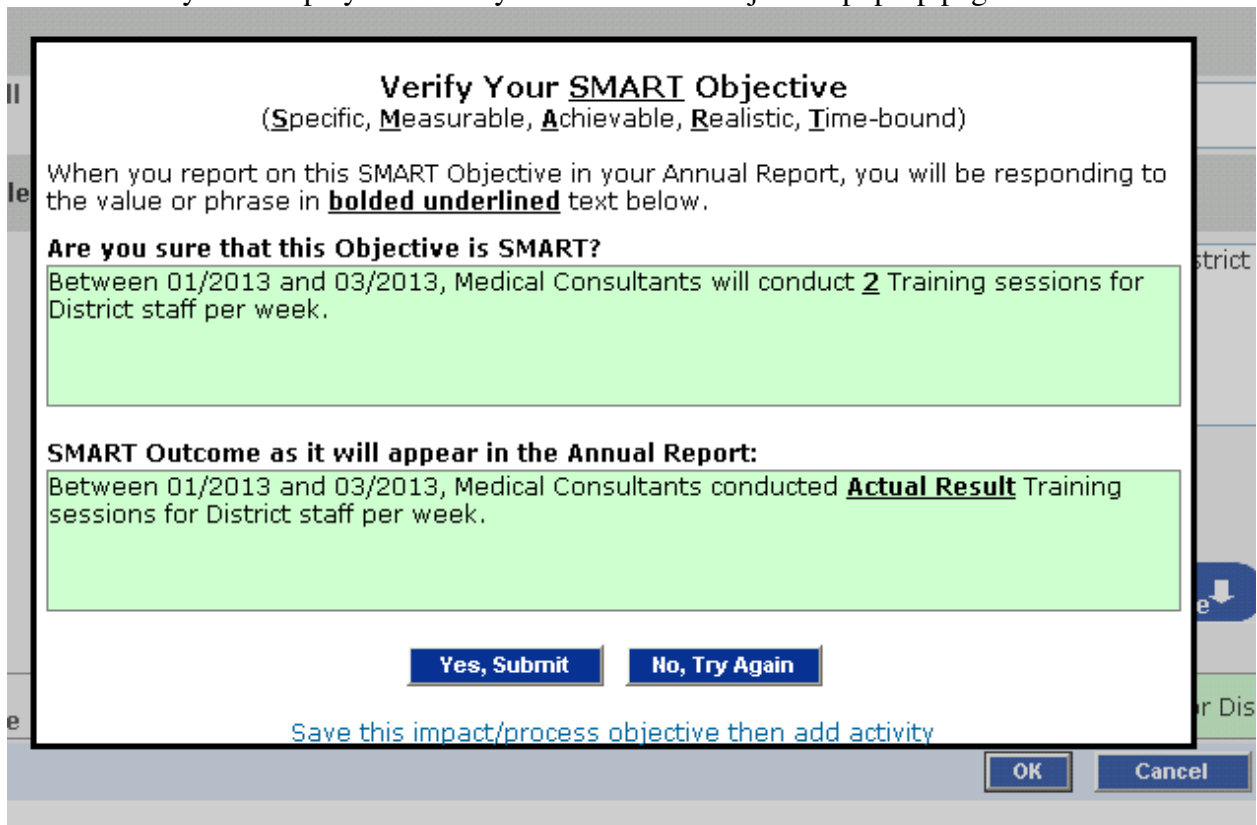 Verify Your SMART Objective
(Specific, Measurable, Achievable, Realistic, Time-bound)
ll
When you report on this SMART Objective in your Annual Report, you will be responding to
le
the value or phrase in bolded underlined text below.
Are you sure that this Objective is SMART?
strict
Between 01/2013 and 03/2013, Medical Consultants will conduct 2 Training sessions for
District staff per week.
SMART Outcome as it will appear in the Annual Report:
Between 01/2013 and 03/2013, Medical Consultants conducted Actual Result Training
sessions for District staff per week.
e
Yes, Submit No, Try Again
r Dis
e
Save this impact/process objective then add activity
OK Cancel